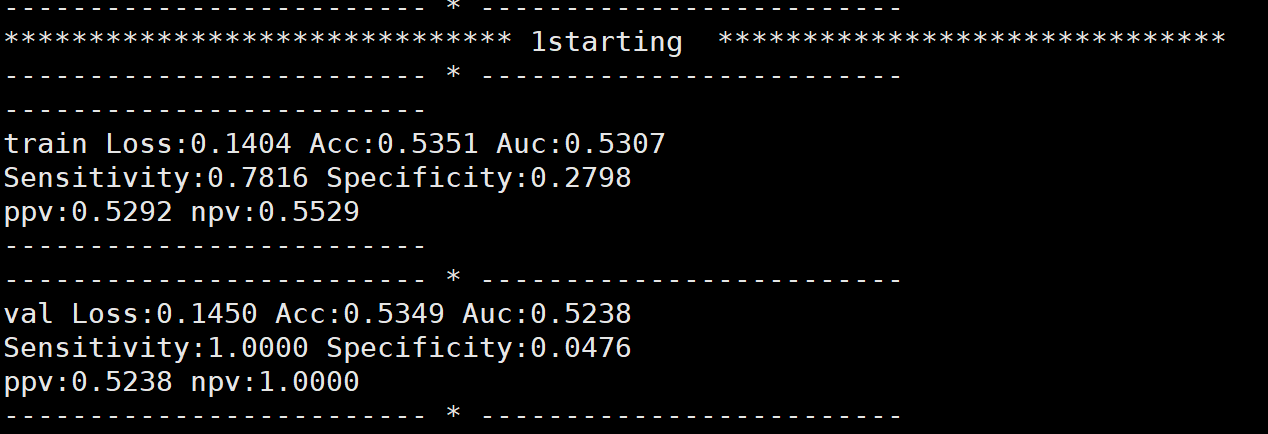 ------------------------- * -------------------------
****************************** 1starting  ******************************
------------------------- * -------------------------
-------------------------
train Loss:0.1404 Acc:0.5351 Auc:0.5307
Sensitivity:0.7816 Specificity:0.2798
ppv:0.5292 npv:0.5529
-------------------------
------------------------- * -------------------------
val Loss:0.1450 Acc:0.5349 Auc:0.5238
Sensitivity:1.0000 Specificity:0.0476
ppv:0.5238 npv:1.0000
------------------------- * -------------------------